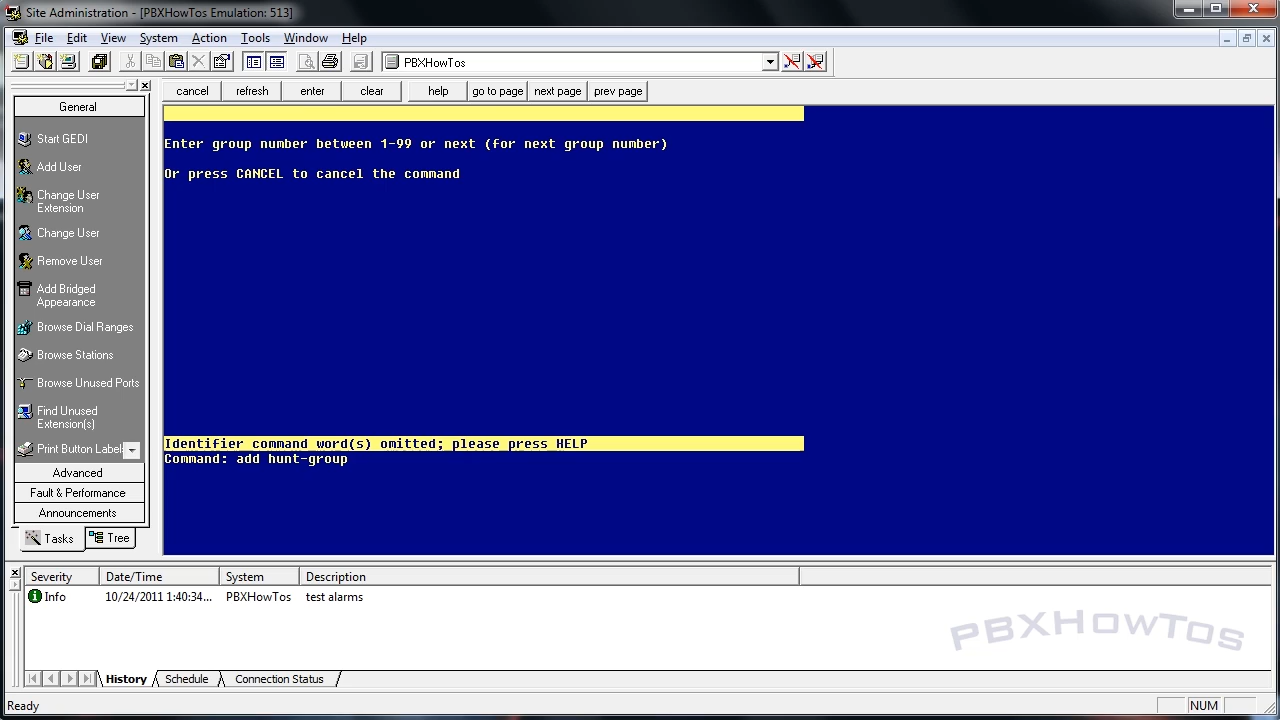 Site Administration - [PBXHowTos Emulation: 513]
File Edit View System Action Tools Window Help
PBXHowTos
General
Start GEDI
Add User
Change User
Extension
Change User
Remove User
Add Bridged
Appearance
Browse Dial Ranges
Browse Stations
Browse Unused Ports
Find Unused
Extension(s)
Print Button Label
Advanced
Fault & Performance
Announcements
Tasks Tree
cancel refresh enter clear help go to page next page prev page
Enter group number between 1-99 or next (for next group number)
Or press CANCEL to cancel the command
Identifier command word(s) omitted; please press HELP
Command: add hunt-group
Severity Date/Time System Description
Info 10/24/2011 1:40:34... PBXHowTos test alarms
PBXHowTos
History Schedule Connection Status
Ready NUM